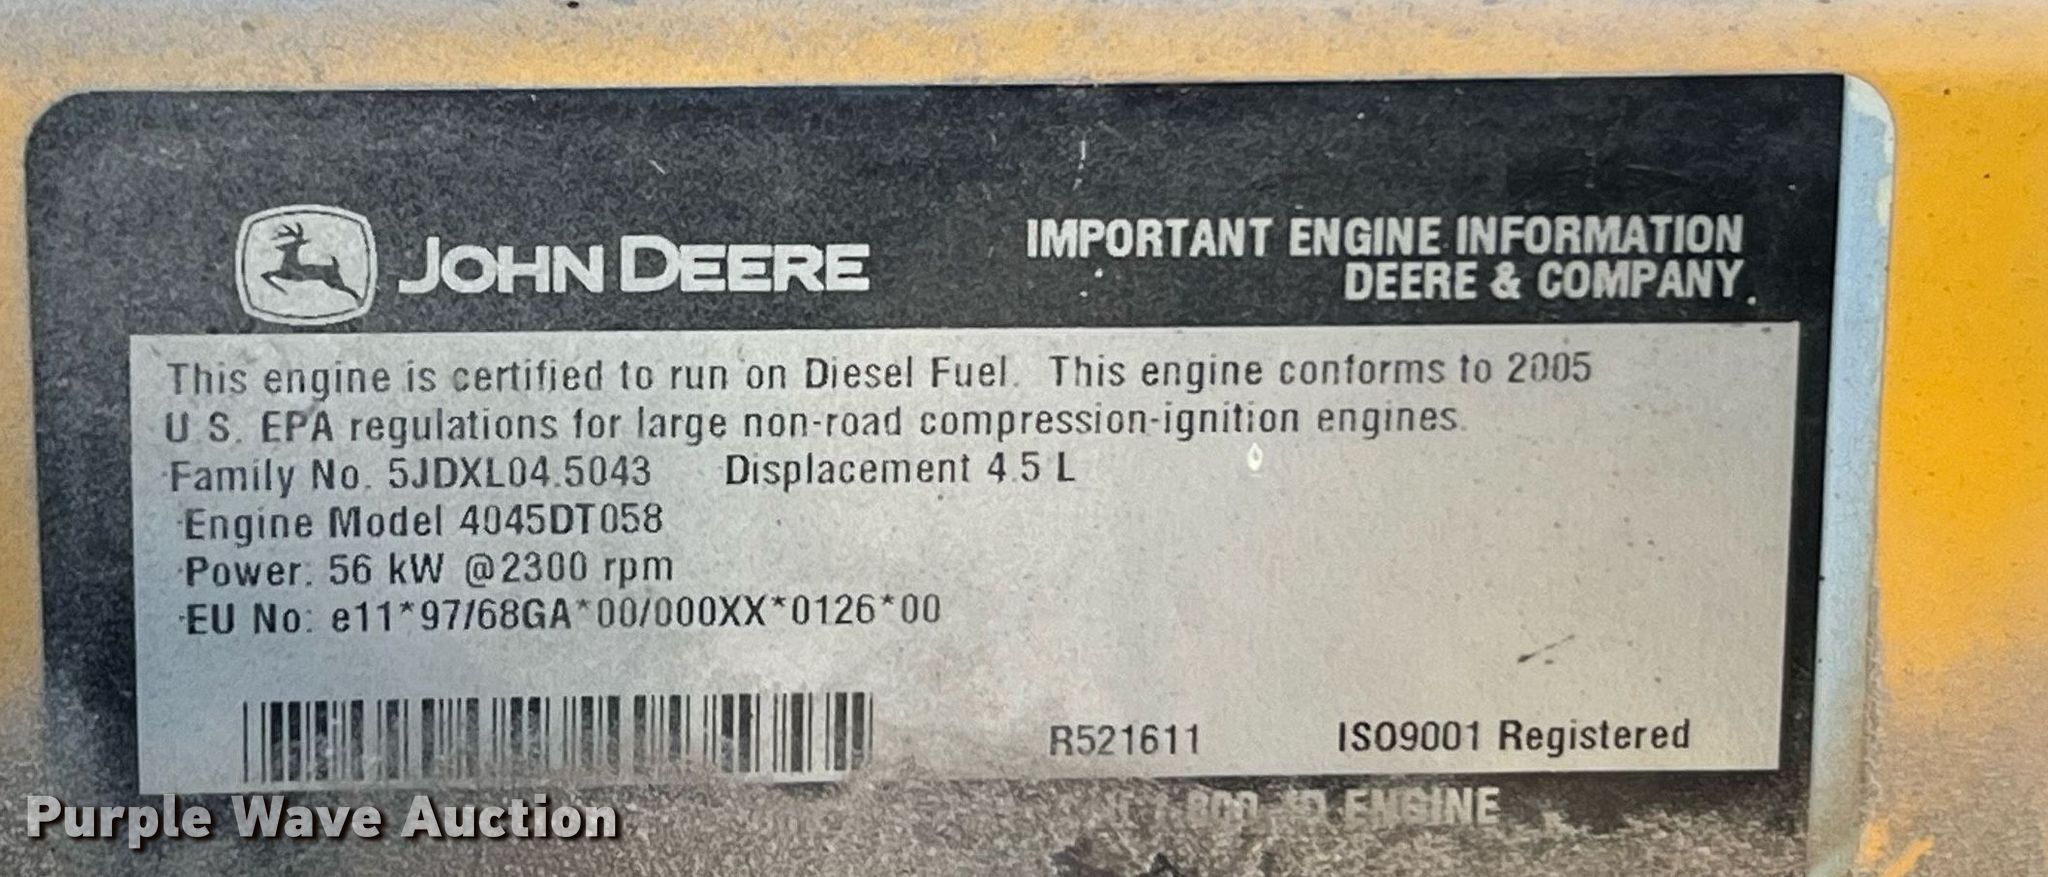 JOHN DEERE
IMPORTANT ENGINE INFORMATION
DEERE & COMPANY
This engine is certified to run on Diesel Fuel. This engine conforms to 2005
U.S. EPA regulations for large non-road compression-ignition engines.
Family No. 5JDXL04.5043 Displacement 4.5 L
Engine Model 4045DT058
Power: 56 kW @2300 rpm
EU No: e11*97/68GA*00/000XX*0126*00
R521611 ISO9001 Registered
ENGINE
Purple Wave Auction